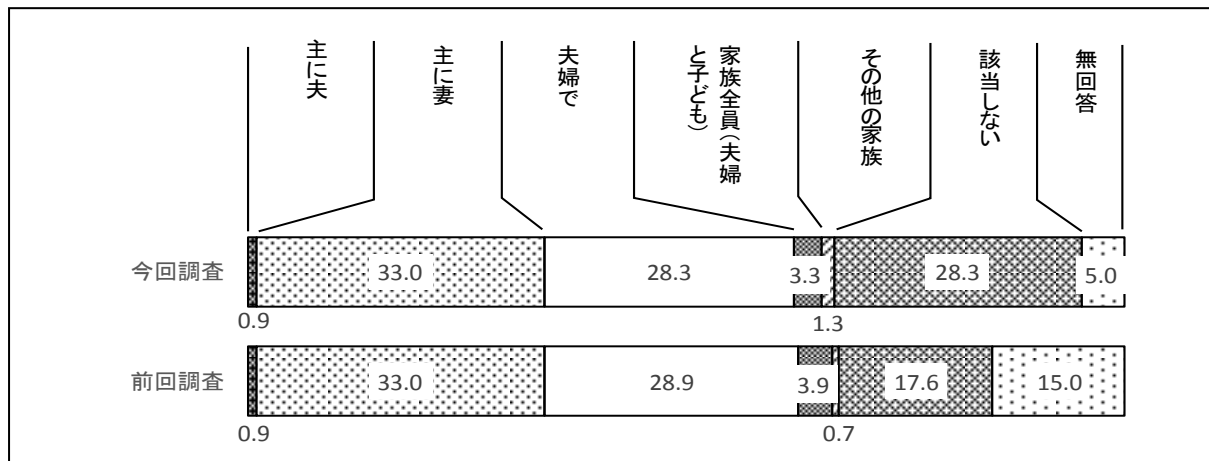 主に夫
主に妻
夫婦で
家族全員(夫婦
と子ども)
その他の家族
該当しない
無回答
今回調査
33.0
28.3
3.3
28.3
5.0
0.9
1.3
前回調査
33.0
28.9
3.9
17.6
15.0
0.9
0.7